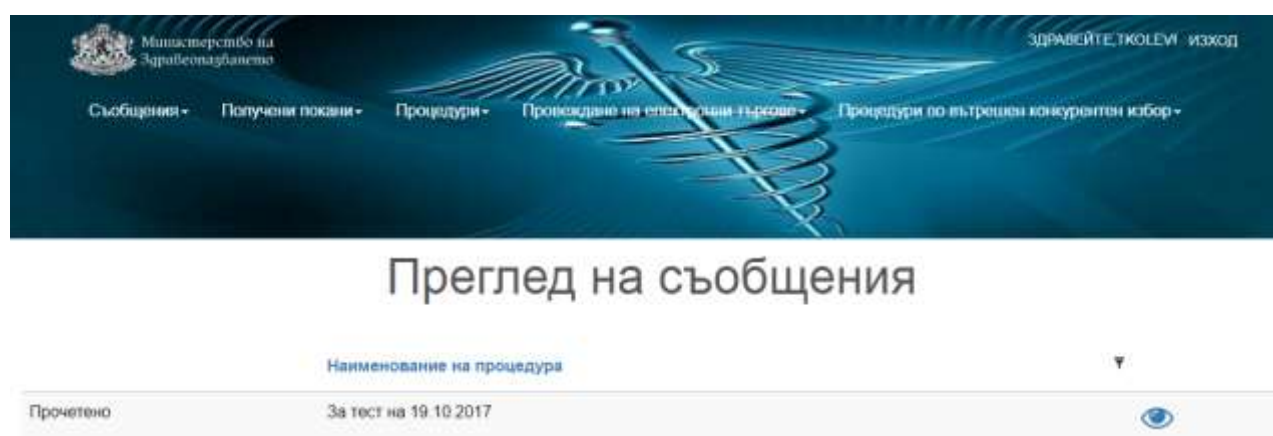 Министерство на
Здравеопазването
ЗДРАВЕЙТЕ,TKOLEV! ИЗХОД
Съобщения Получени покани Процедури Провеждане на електронни търгове Процедури по вътрешен конкурентен избор
Преглед на съобщения
Наименование на процедура
Прочетено За тест на 19.10.2017